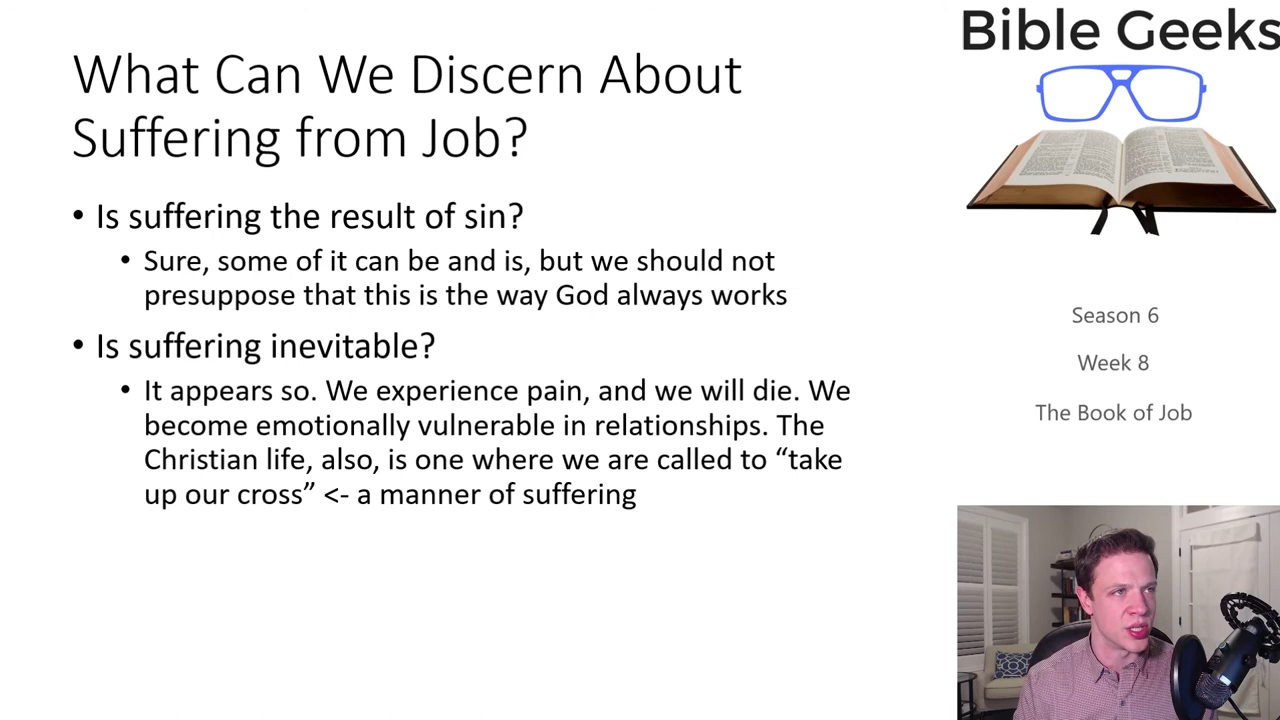 What Can We Discern About
Suffering from Job?
• Is suffering the result of sin?
• Sure, some of it can be and is, but we should not
presuppose that this is the way God always works
• Is suffering inevitable?
• It appears so. We experience pain, and we will die. We
become emotionally vulnerable in relationships. The
Christian life, also, is one where we are called to “take
up our cross” <- a manner of suffering
Bible Geeks
Season 6
Week 8
The Book of Job